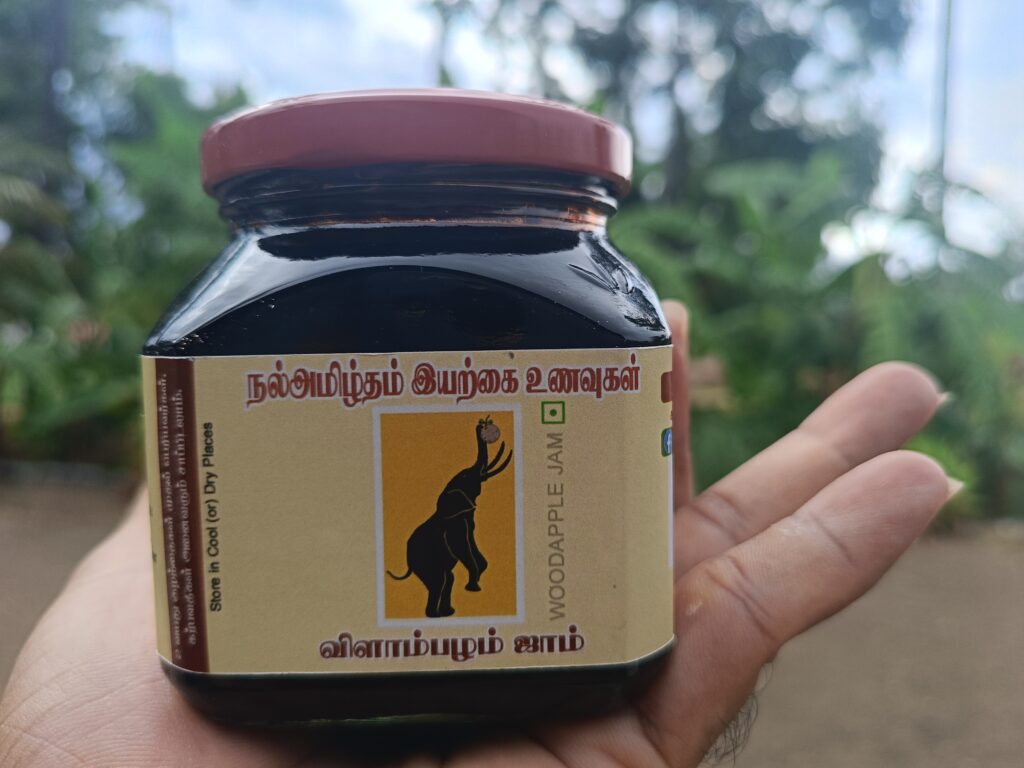 நல்அமிழ்தம் இயற்கை உணவுகள்
Store in Cool (or) Dry Places
WOODAPPLE JAM
விளாம்பழம் ஜாம்